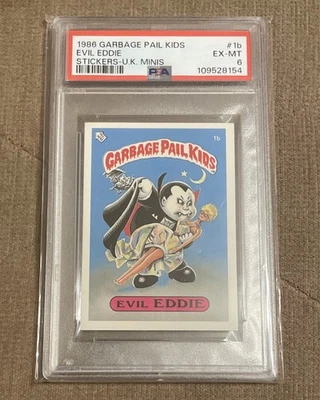 1986 GARBAGE PAIL KIDS #1b
EVIL EDDIE EX-MT
STICKERS-U.K. MINIS 6
PSA 109528154
1b
GARBAGE PAIL KIDS
EVIL EDDIE